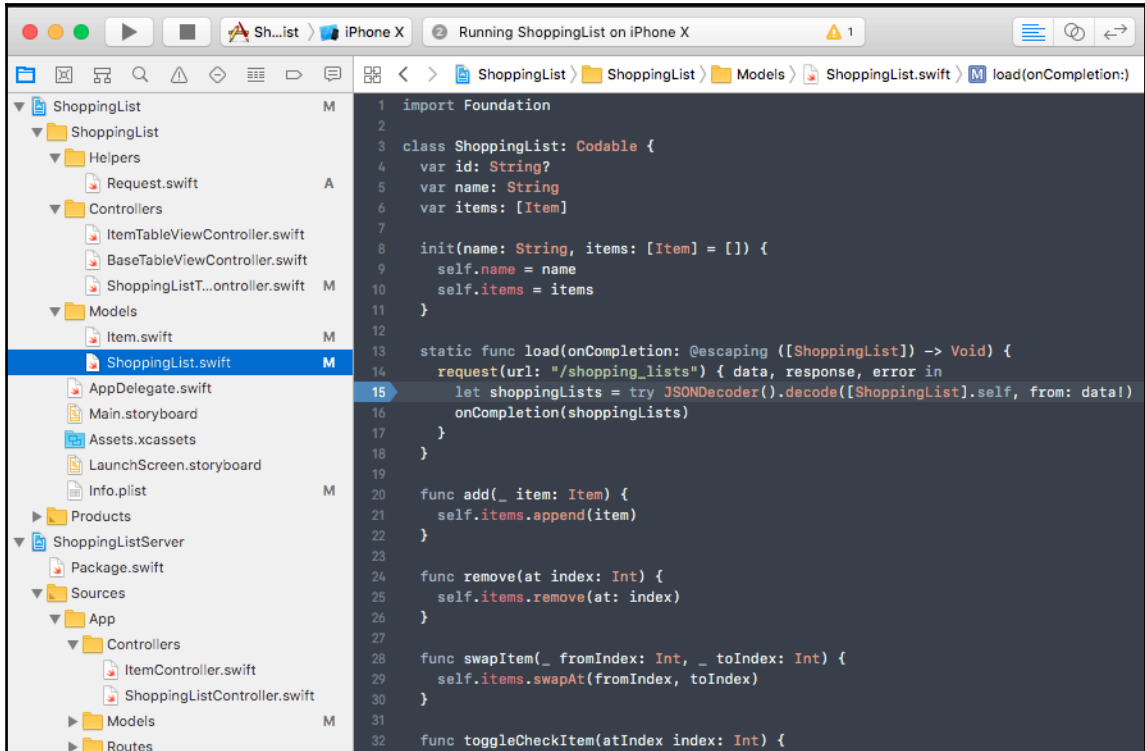 Sh...ist iPhone X 2 Running ShoppingList on iPhone X 1
ShoppingList ShoppingList Models ShoppingList.swift M load(onCompletion:)
ShoppingList M
ShoppingList
Helpers
Request.swift A
Controllers
ItemTableViewController.swift
BaseTableViewController.swift
ShoppingListT...ontroller.swift M
Models
Item.swift M
ShoppingList.swift M
AppDelegate.swift
Main.storyboard
Assets.xcassets
LaunchScreen.storyboard
Info.plist M
Products
ShoppingListServer
Package.swift
Sources
App
Controllers
ItemController.swift
ShoppingListController.swift
Models M
Routes
1 import Foundation
2
3 class ShoppingList: Codable {
4 var id: String?
5 var name: String
6 var items: [Item]
7
8 init(name: String, items: [Item] = []) {
9 self.name = name
10 self.items = items
11 }
12
13 static func load(onCompletion: @escaping ([ShoppingList]) -> Void) {
14 request(url: "/shopping_lists") { data, response, error in
15 let shoppingLists = try JSONDecoder().decode([ShoppingList].self, from: data!)
16 onCompletion(shoppingLists)
17 }
18 }
19
20 func add(_ item: Item) {
21 self.items.append(item)
22 }
23
24 func remove(at index: Int) {
25 self.items.remove(at: index)
26 }
27
28 func swapItem(_ fromIndex: Int, _ toIndex: Int) {
29 self.items.swapAt(fromIndex, toIndex)
30 }
31
32 func toggleCheckItem(atIndex index: Int) {